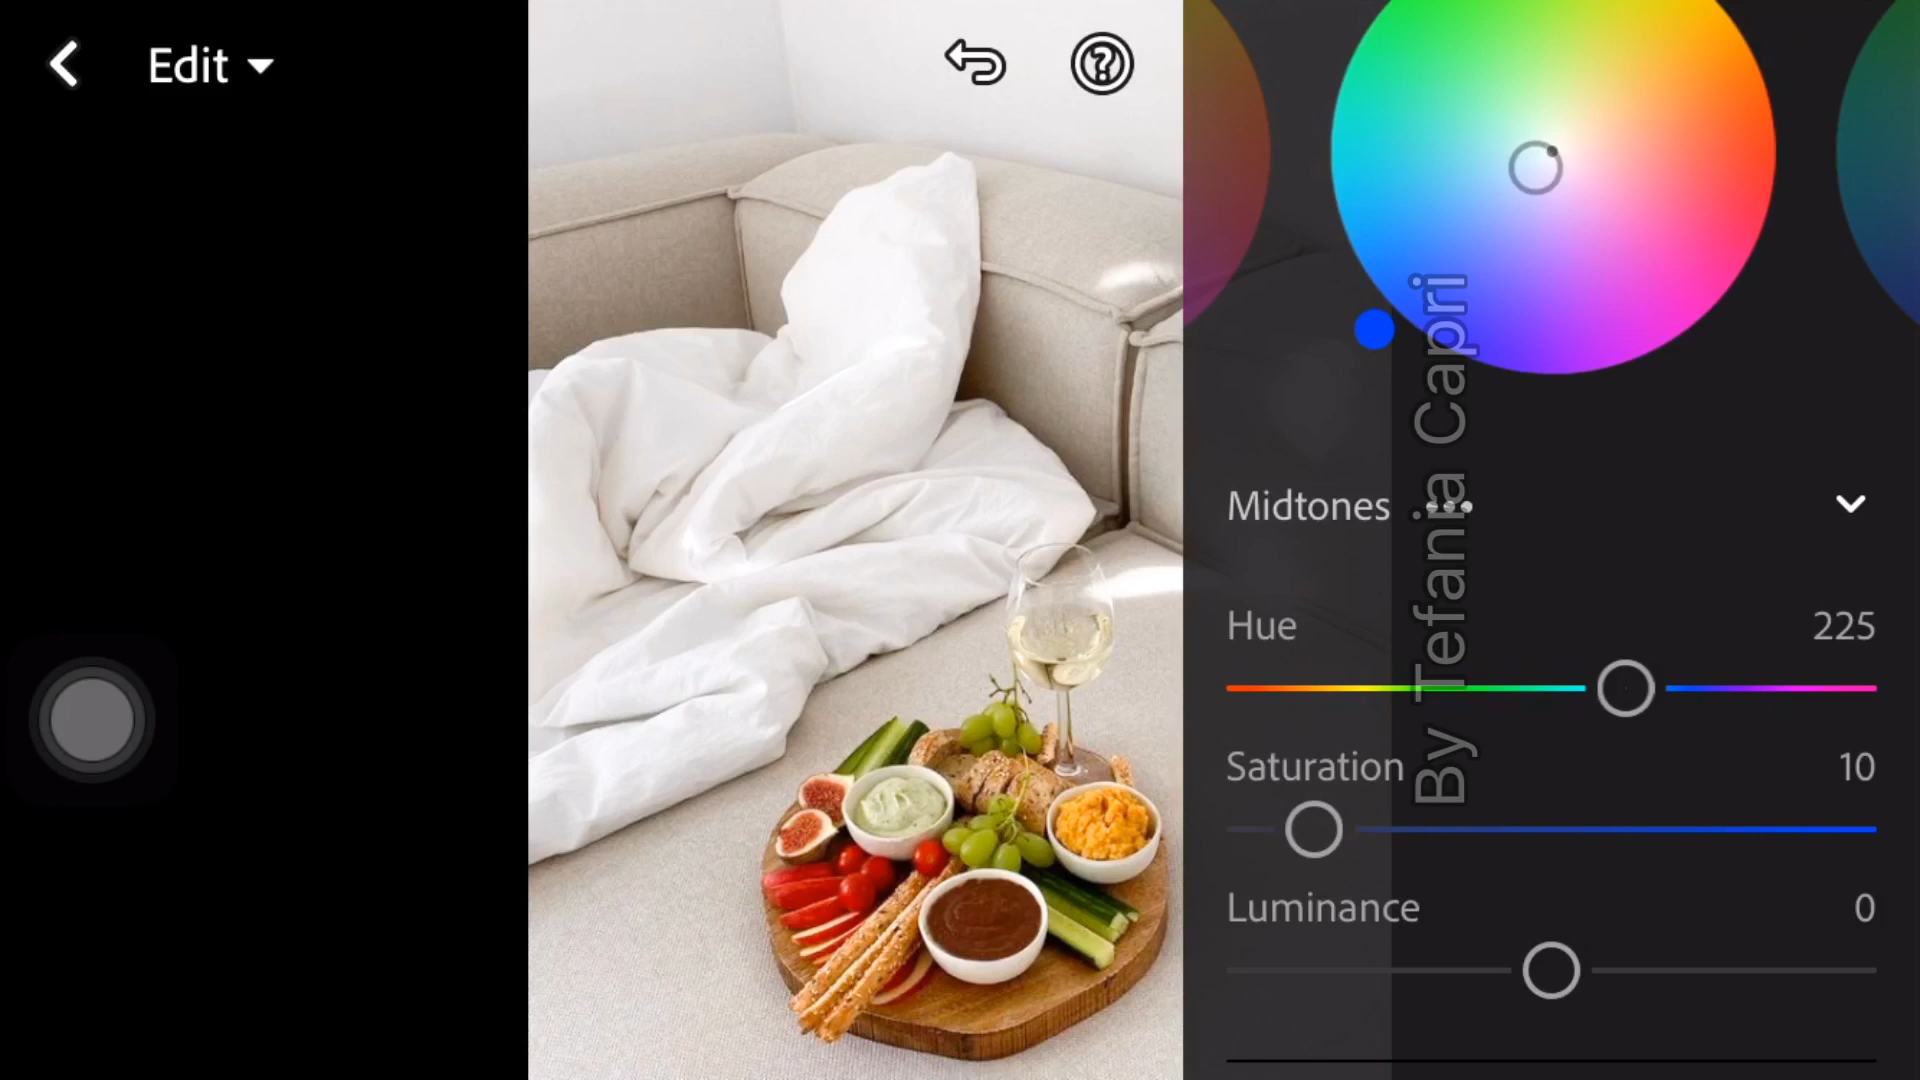 Edit
Midtones
Hue 225
Saturation 10
Luminance 0
By Tefania Capri